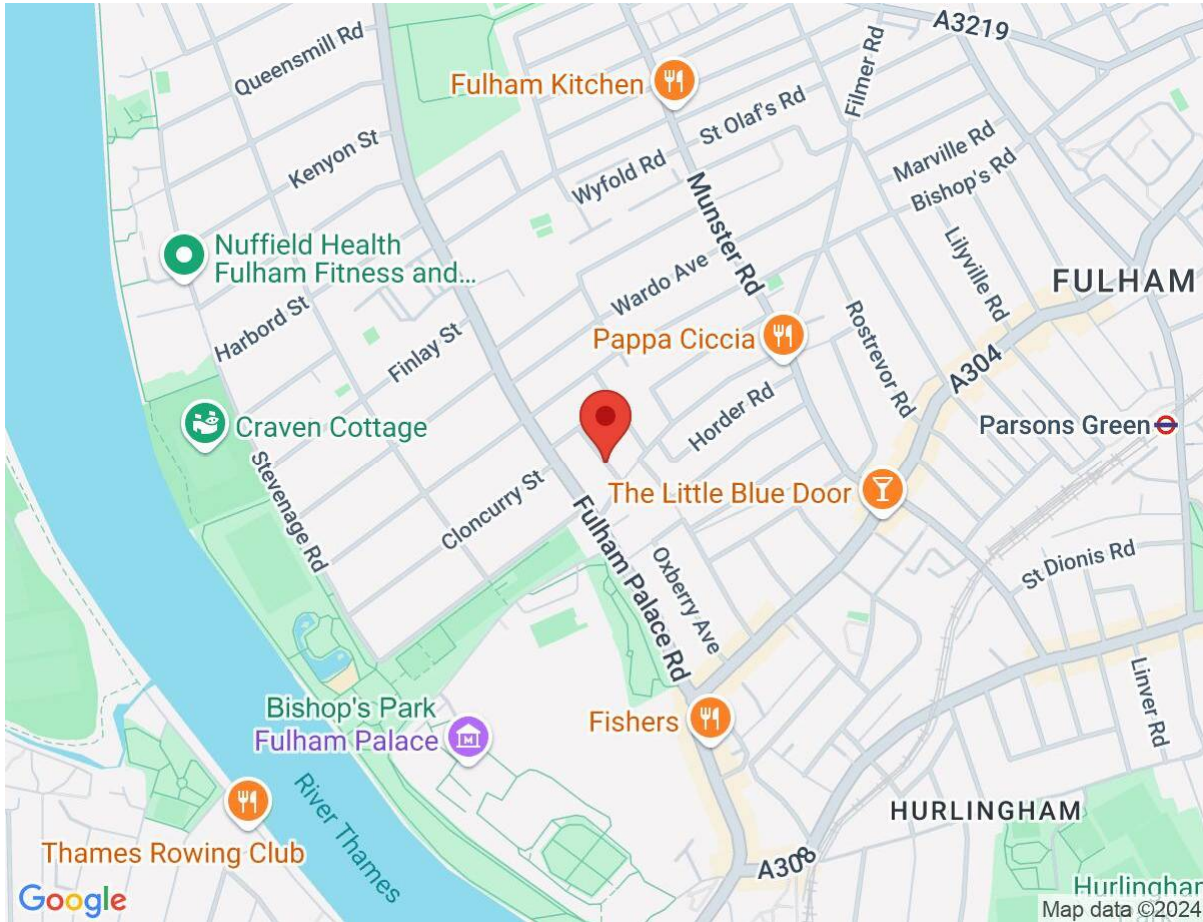 A3219
Queensmill Rd
Filmer Rd
Fulham Kitchen
St Olaf's Rd
Kenyon St
Marville Rd
Wyfold Rd
Bishop's Rd
Munster Rd
Nuffield Health
Fulham Fitness and...
Lilyville Rd
Wardo Ave
FULHAM
Harbord St
Finlay St
Pappa Ciccia
Rostrevor Rd
A304
Horder Rd
Craven Cottage
Parsons Green
Stevenage Rd
Cloncurry St
The Little Blue Door
Fulham Palace Rd
Oxberry Ave
St Dionis Rd
Linver Rd
Bishop's Park
Fulham Palace
Fishers
River Thames
HURLINGHAM
Thames Rowing Club
A308
Hurlingham
Google
Map data ©2024